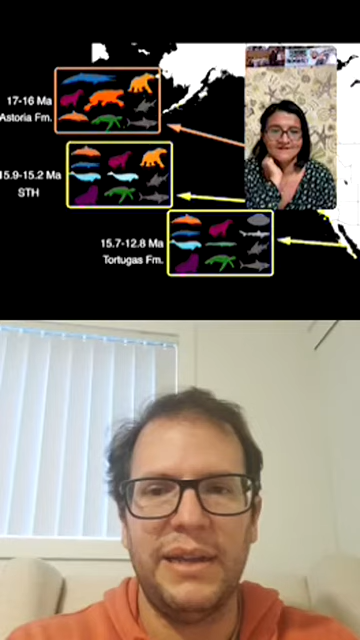 17-16 Ma
Astoria Fm.
15.9-15.2 Ma
STH
15.7-12.8 Ma
Tortugas Fm.